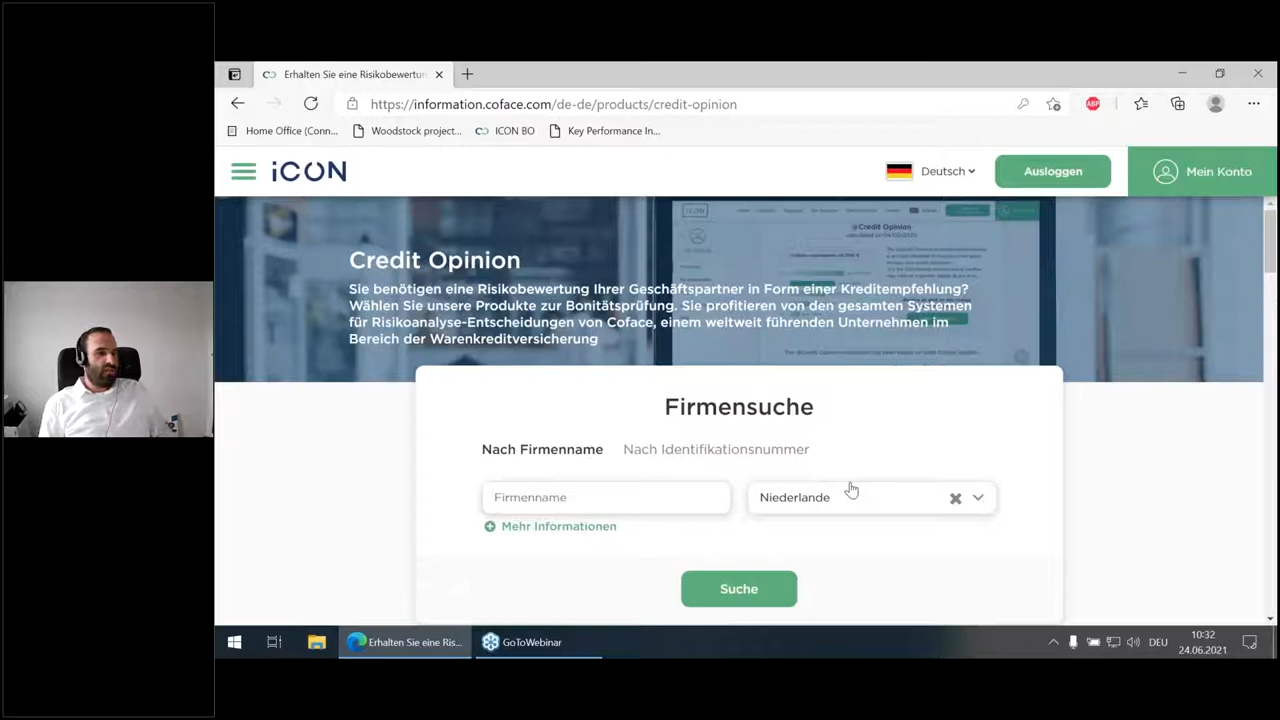 Erhalten Sie eine Risikobewertun
https://information.coface.com/de-de/products/credit-opinion
ABP
Home Office (Conn... Woodstock project... ICON BO Key Performance In...
iCON Deutsch Ausloggen Mein Konto
Credit Opinion
Sie benötigen eine Risikobewertung Ihrer Geschäftspartner in Form einer Kreditempfehlung?
Wählen Sie unsere Produkte zur Bonitätsprüfung. Sie profitieren von den gesamten Systemen
für Risikoanalyse-Entscheidungen von Coface, einem weltweit führenden Unternehmen im
Bereich der Warenkreditversicherung
iCON
Credit Opinion
Firmensuche
Nach Firmenname Nach Identifikationsnummer
Firmenname Niederlande
Mehr Informationen
Suche
Erhalten Sie eine Ris... GoToWebinar DEU 10:32
24.06.2021